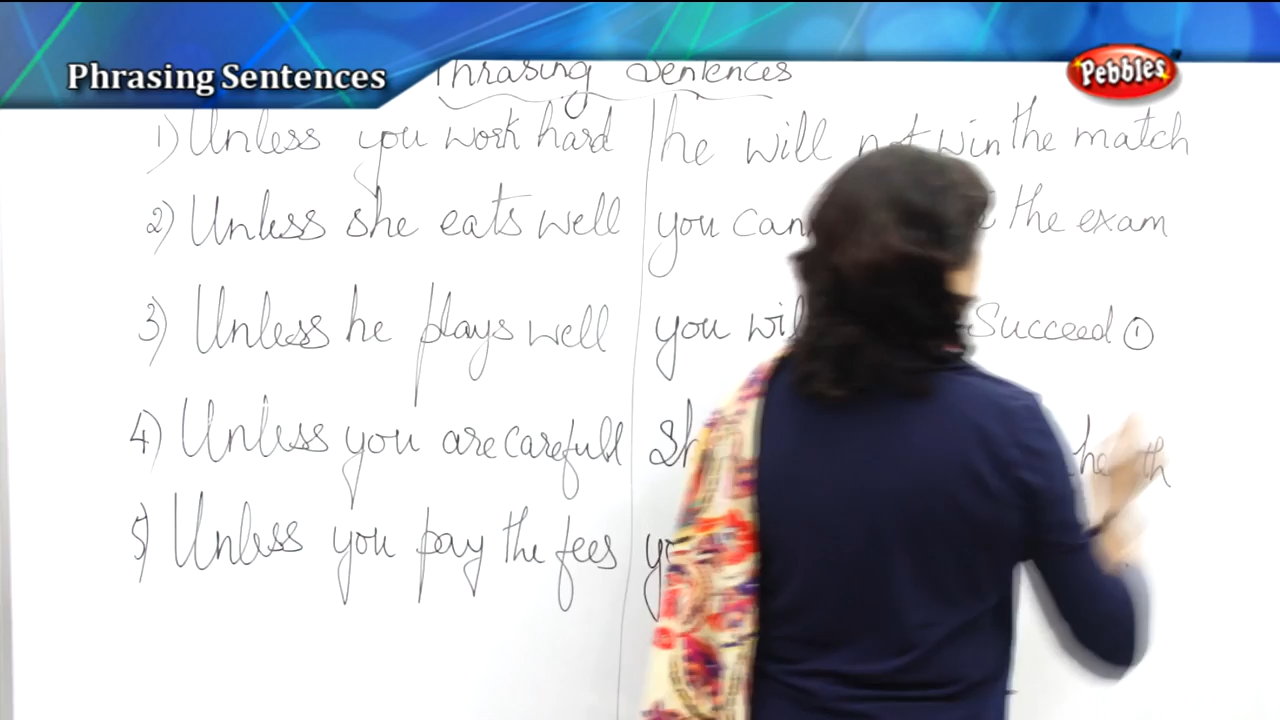 Phrasing Sentences
Pebbles
Phrasing Sentences
1) Unless you work hard he will not win the match
2) Unless she eats well you the exam
3) Unless he plays well you Succeed ①
4) Unless you are carefull
5) Unless you pay the fees